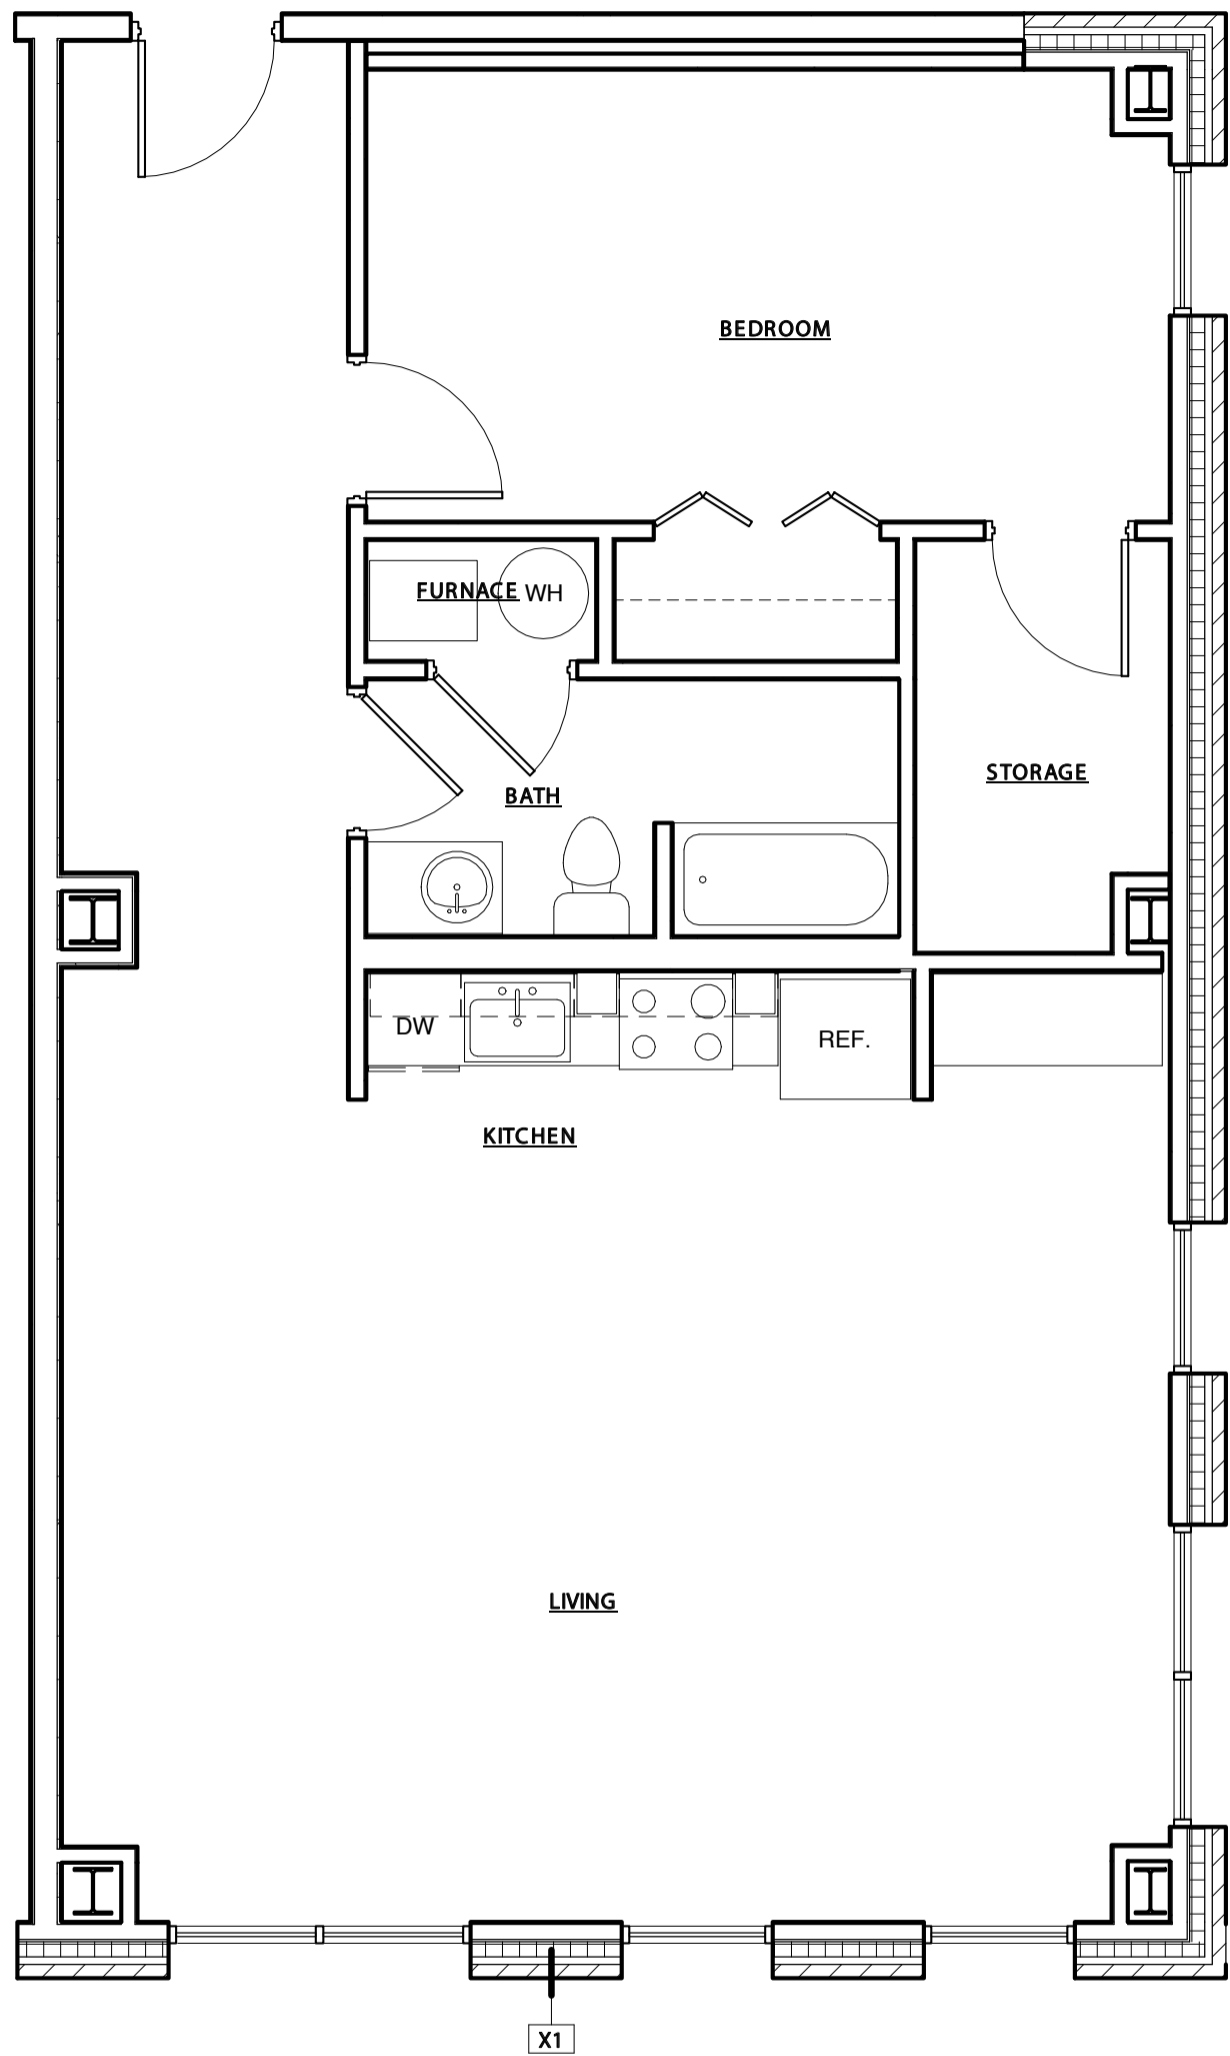 BEDROOM
FURNACE WH
STORAGE
BATH
DW
REF.
KITCHEN
LIVING
X1